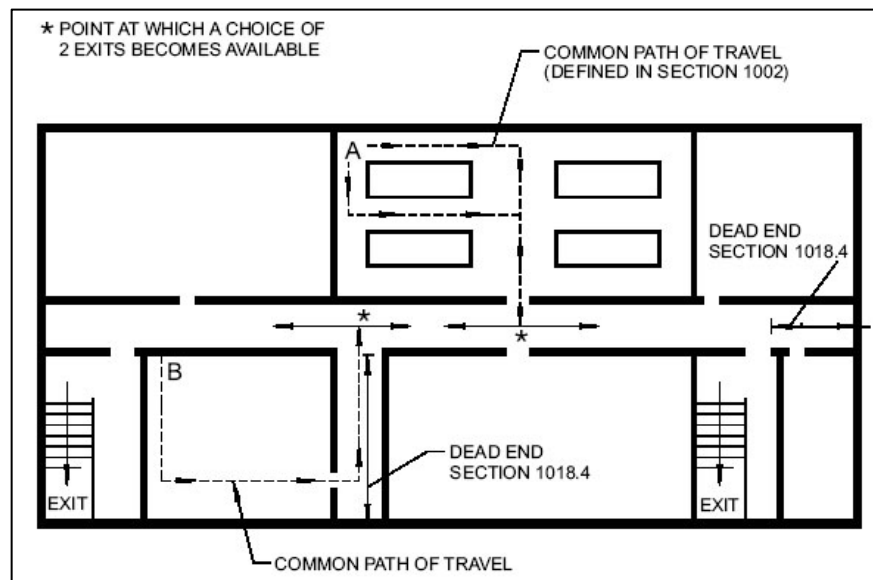 * POINT AT WHICH A CHOICE OF
2 EXITS BECOMES AVAILABLE
COMMON PATH OF TRAVEL
(DEFINED IN SECTION 1002)
A
DEAD END
SECTION 1018.4
*
*
B
DEAD END
SECTION 1018.4
EXIT
EXIT
COMMON PATH OF TRAVEL